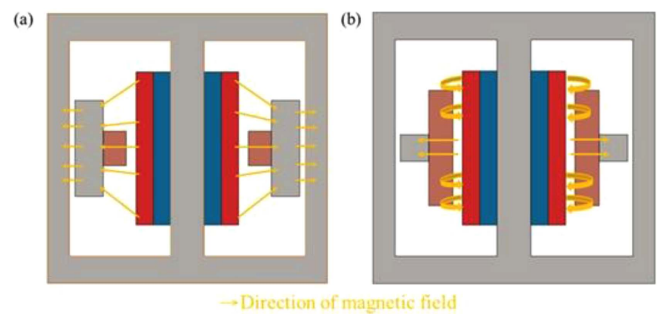 (a)
(b)
→Direction of magnetic field